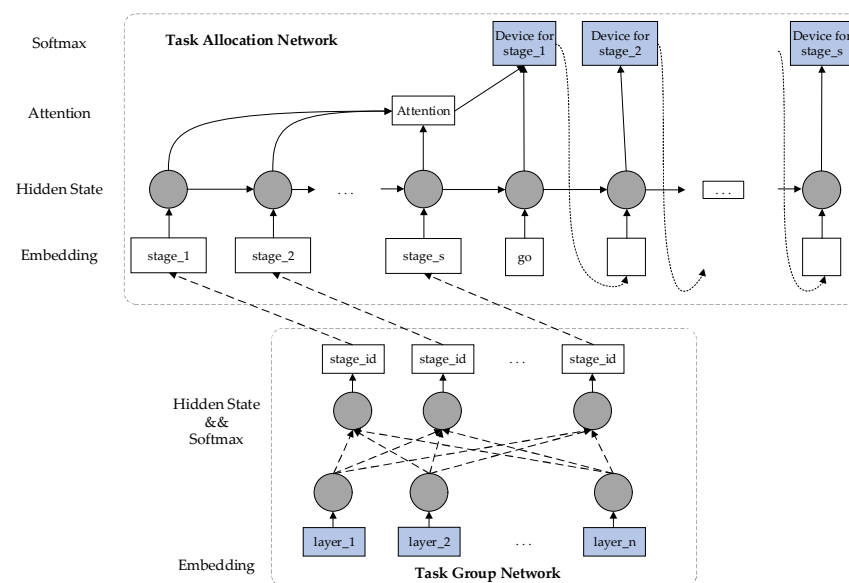 Softmax
Task Allocation Network
Device for
stage_1
Device for
stage_2
Device for
stage_s
Attention
Attention
Hidden State
...
...
Embedding
stage_1
stage_2
stage_s
go
stage_id
stage_id
...
stage_id
Hidden State
&&
Softmax
layer_1
layer_2
...
layer_n
Embedding
Task Group Network